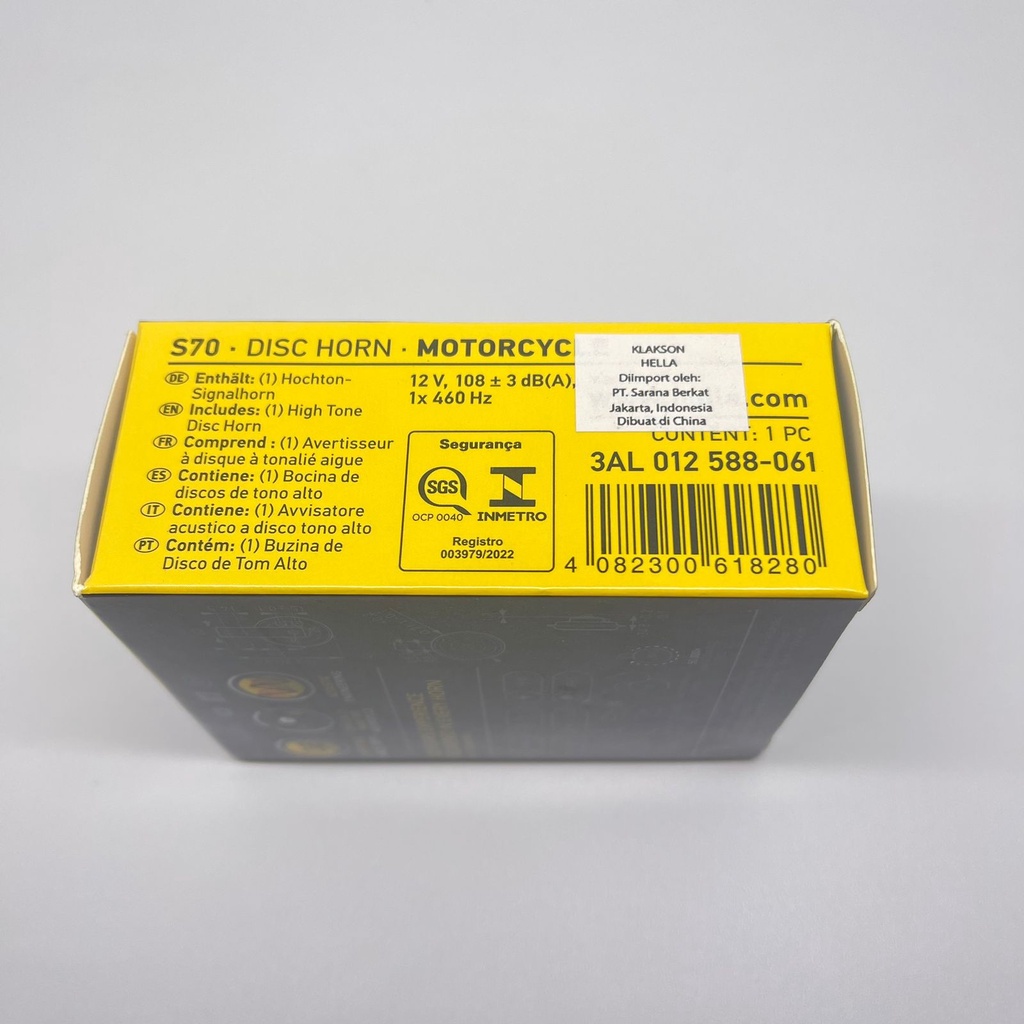 S70 · DISC HORN · MOTORCYC
DE Enthält: (1) Hochton-
Signalhorn
EN Includes: (1) High Tone
Disc Horn
FR Comprend : (1) Avertisseur
à disque à tonalié aigue
ES Contiene: (1) Bocina de
discos de tono alto
IT Contiene: (1) Avvisatore
acustico a disco tono alto
PT Contém: (1) Buzina de
Disco de Tom Alto
12 V, 108 ± 3 dB(A),
1x 460 Hz
Segurança
SGS
OCP 0040
INMETRO
Registro
003979/2022
KLAKSON
HELLA
Diimport oleh:
PT. Sarana Berkat
Jakarta, Indonesia
Dibuat di China
.com
CONTENT: 1 PC
3AL 012 588-061
4 082300 618280